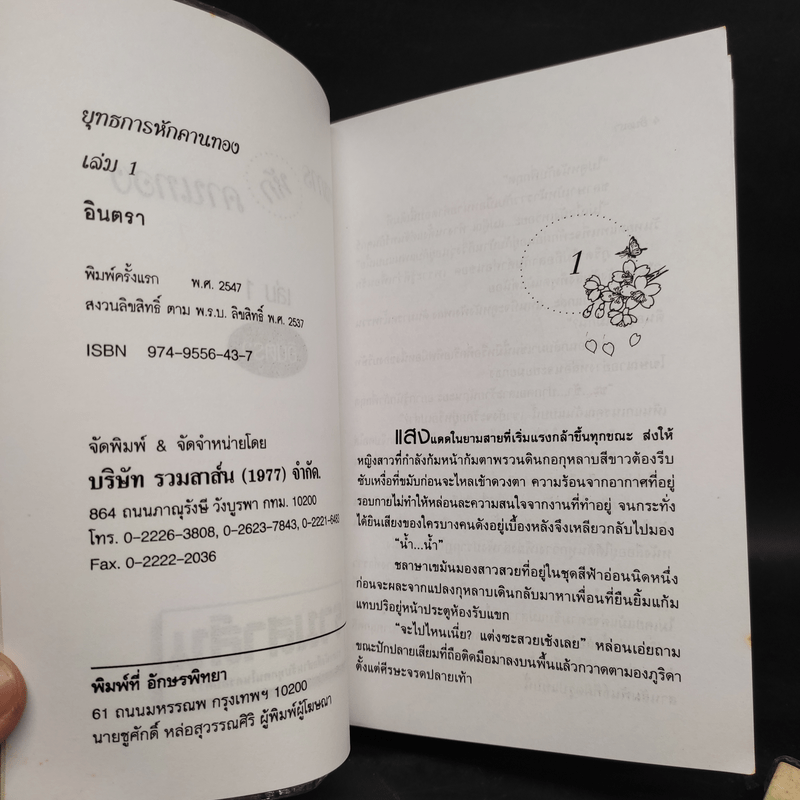 ยุทธการหักคานทอง
เล่ม 1
อินตรา
พิมพ์ครั้งแรก พ.ศ. 2547
สงวนลิขสิทธิ์ ตาม พ.ร.บ. ลิขสิทธิ์ พ.ศ. 2537
ISBN 974-9556-43-7
จัดพิมพ์ & จัดจำหน่ายโดย
บริษัท รวมสาส์น (1977) จำกัด.
864 ถนนภาณุรังษี วังบูรพา กทม. 10200
โทร. 0-2226-3808, 0-2623-7843, 0-2221-6483
Fax. 0-2222-2036
พิมพ์ที่ อักษรพิทยา
61 ถนนมหรรณพ กรุงเทพฯ 10200
นายชูศักดิ์ หล่อสุวรรณศิริ ผู้พิมพ์ผู้โฆษณา
1
แสงแดดในยามสายที่เริ่มแรงกล้าขึ้นทุกขณะ ส่งให้
หญิงสาวที่กำลังก้มหน้าก้มตาพรวนดินกอกุหลาบสีขาวต้องรีบ
ซับเหงื่อที่ขมับก่อนจะไหลเข้าดวงตา ความร้อนจากอากาศที่อยู่
รอบกายไม่ทำให้หล่อนละความสนใจจากงานที่ทำอยู่ จนกระทั่ง
ได้ยินเสียงของใครบางคนดังอยู่เบื้องหลังจึงเหลียวกลับไปมอง
“น้ำ...น้ำ”
ชลาษาเขม้นมองสาวสวยที่อยู่ในชุดสีฟ้าอ่อนนิดหนึ่ง
ก่อนจะผละจากแปลงกุหลาบเดินกลับมาหาเพื่อนที่ยืนยิ้มแก้ม
แทบปริอยู่หน้าประตูห้องรับแขก
“จะไปไหนเนี่ย? แต่งซะสวยเช้งเลย” หล่อนเอ่ยถาม
ขณะปักปลายเสียมที่ถือติดมือมาลงบนพื้นแล้วกวาดตามองภูริดา
ตั้งแต่ศีรษะจรดปลายเท้า